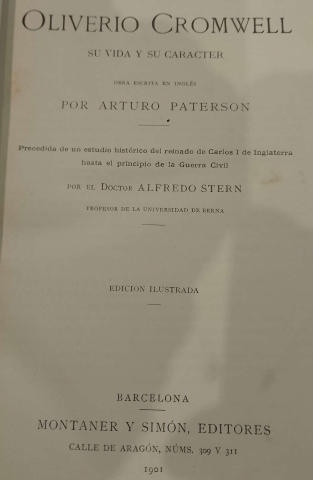 OLIVERIO CROMWELL
SU VIDA Y SU CARACTER
OBRA ESCRITA EN INGLÉS
POR ARTURO PATERSON
Precedida de un estudio histórico del reinado de Carlos I de Inglaterra
hasta el principio de la Guerra Civil
POR EL DOCTOR ALFREDO STERN
PROFESOR DE LA UNIVERSIDAD DE BERNA
EDICION ILUSTRADA
BARCELONA
MONTANER Y SIMÓN, EDITORES
CALLE DE ARAGÓN, NÚMS. 309 Y 311
1901